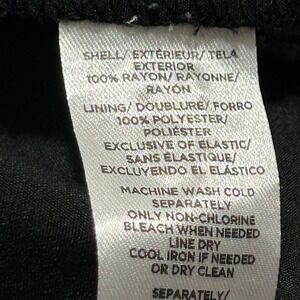 SHELL/ EXTÉRIEUR/ TELA
EXTERIOR
100% RAYON/ RAYONNE/
RAYON
LINING/ DOUBLURE/ FORRO
100% POLYESTER/
POLIÉSTER
EXCLUSIVE OF ELASTIC/
SANS ÉLASTIQUE/
EXCLUYENDO EL ELÁSTICO
MACHINE WASH COLD
SEPARATELY
ONLY NON-CHLORINE
BLEACH WHEN NEEDED
LINE DRY
COOL IRON IF NEEDED
OR DRY CLEAN
SEPARATELY/